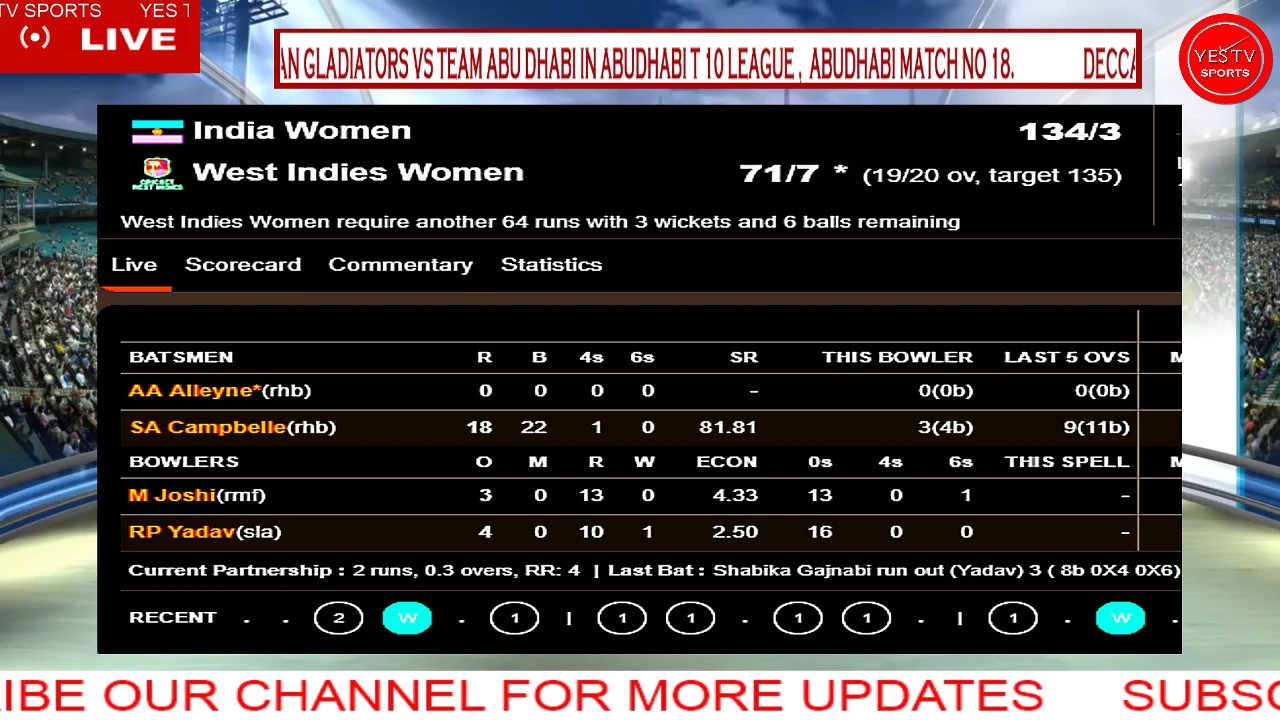 TV SPORTS YES T
LIVE
AN GLADIATORS VS TEAM ABU DHABI IN ABUDHABI T 10 LEAGUE , ABUDHABI MATCH NO 18. DECCA
YES TV
SPORTS
India Women 134/3
West Indies Women 71/7 * (19/20 ov, target 135)
West Indies Women require another 64 runs with 3 wickets and 6 balls remaining
Live Scorecard Commentary Statistics
BATSMEN R B 4s 6s SR THIS BOWLER LAST 5 OVS M
AA Alleyne*(rhb) 0 0 0 0 - 0(0b) 0(0b)
SA Campbelle(rhb) 18 22 1 0 81.81 3(4b) 9(11b)
BOWLERS O M R W ECON 0s 4s 6s THIS SPELL M
M Joshi(rmf) 3 0 13 0 4.33 13 0 1 -
RP Yadav(sla) 4 0 10 1 2.50 16 0 0 -
Current Partnership : 2 runs, 0.3 overs, RR: 4 | Last Bat : Shabika Gajnabi run out (Yadav) 3 ( 8b 0X4 0X6)
RECENT . . 2 W . 1 | 1 1 . 1 1 . | 1 . W .
IBE OUR CHANNEL FOR MORE UPDATES SUBSC